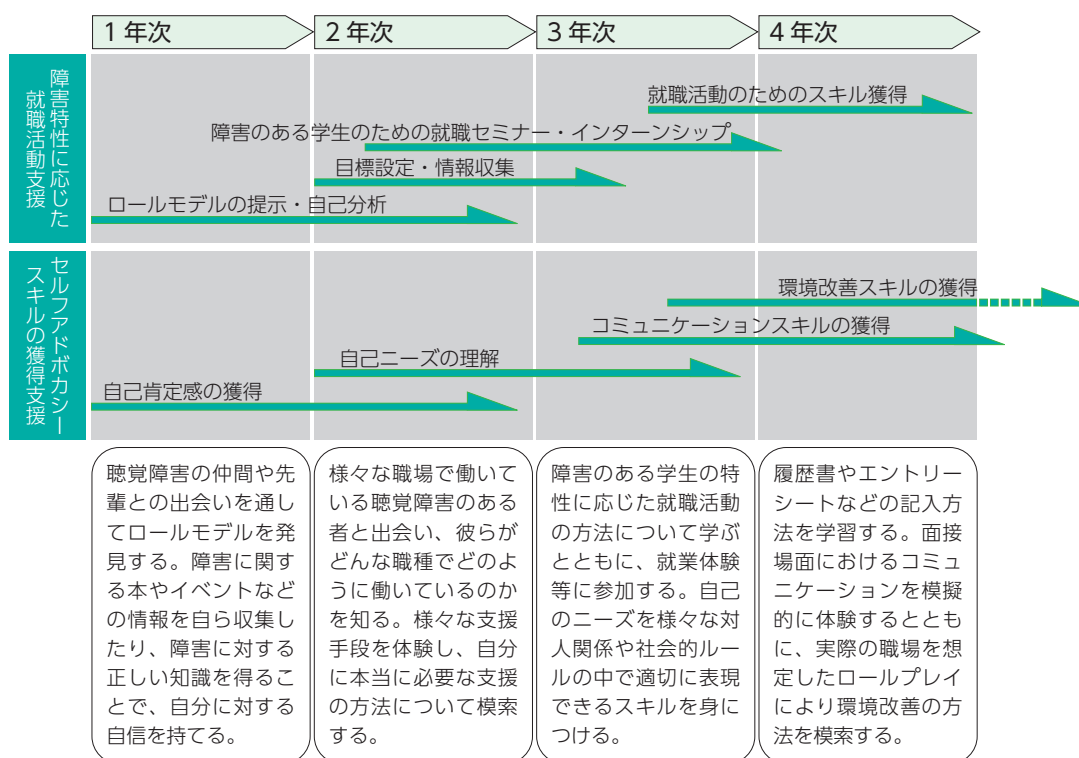 1 年次
2 年次
3 年次
4 年次
障害特性に応じた
就職活動支援
就職活動のためのスキル獲得
障害のある学生のための就職セミナー・インターンシップ
目標設定・情報収集
ロールモデルの提示・自己分析
セルフアドボカシー
スキルの獲得支援
環境改善スキルの獲得
コミュニケーションスキルの獲得
自己ニーズの理解
自己肯定感の獲得
聴覚障害の仲間や先
輩との出会いを通し
てロールモデルを発
見する。障害に関す
る本やイベントなど
の情報を自ら収集し
たり、障害に対する
正しい知識を得るこ
とで、自分に対する
自信を持てる。
様々な職場で働いて
いる聴覚障害のある
者と出会い、彼らが
どんな職種でどのよ
うに働いているのか
を知る。様々な支援
手段を体験し、自分
に本当に必要な支援
の方法について模索
する。
障害のある学生の特
性に応じた就職活動
の方法について学ぶ
とともに、就業体験
等に参加する。自己
のニーズを様々な対
人関係や社会的ルー
ルの中で適切に表現
できるスキルを身に
つける。
履歴書やエントリー
シートなどの記入方
法を学習する。面接
場面におけるコミュ
ニケーションを模擬
的に体験するととも
に、実際の職場を想
定したロールプレイ
により環境改善の方
法を模索する。